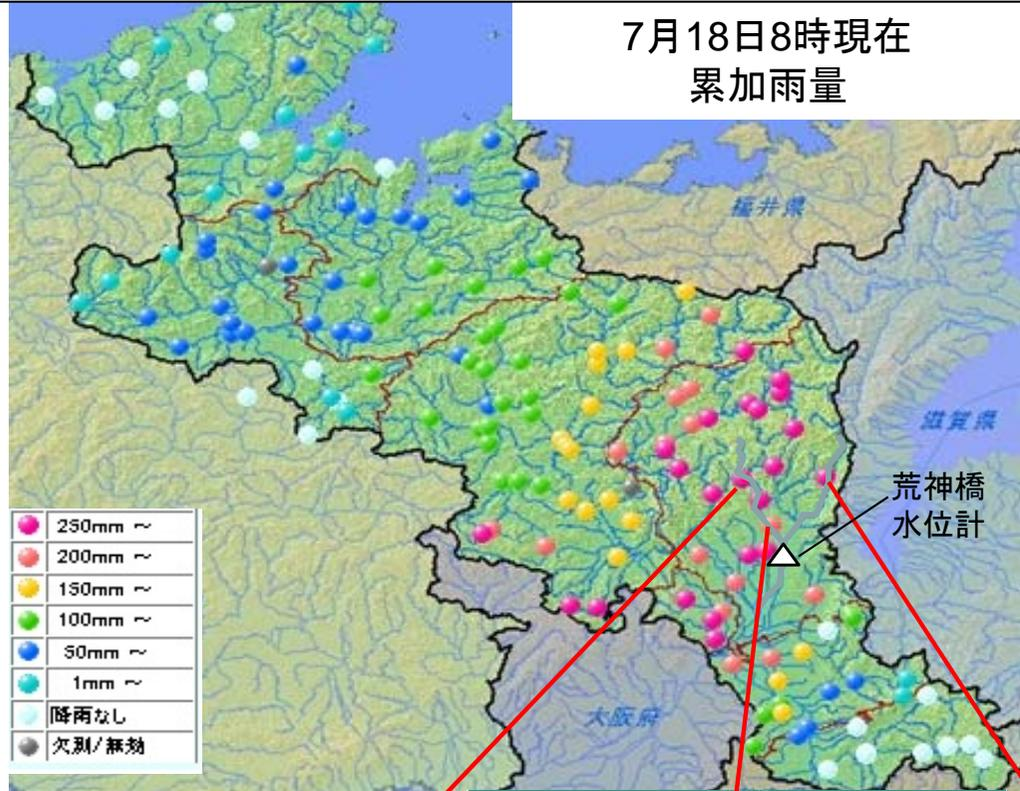 7月18日8時現在
累加雨量
福井県
滋賀県
荒神橋
水位計
250mm ～
200mm ～
150mm ～
100mm ～
50mm ～
1mm ～
降雨なし
欠測/無効
大阪府